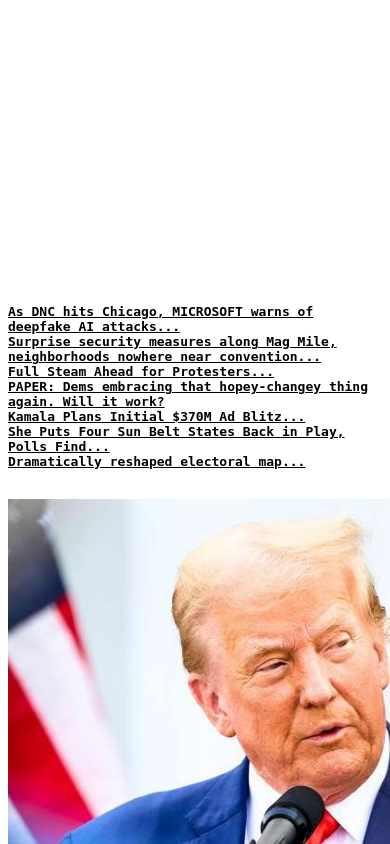 As DNC hits Chicago, MICROSOFT warns of
deepfake AI attacks...
Surprise security measures along Mag Mile,
neighborhoods nowhere near convention...
Full Steam Ahead for Protesters...
PAPER: Dems embracing that hopey-changey thing
again. Will it work?
Kamala Plans Initial $370M Ad Blitz...
She Puts Four Sun Belt States Back in Play,
Polls Find...
Dramatically reshaped electoral map...